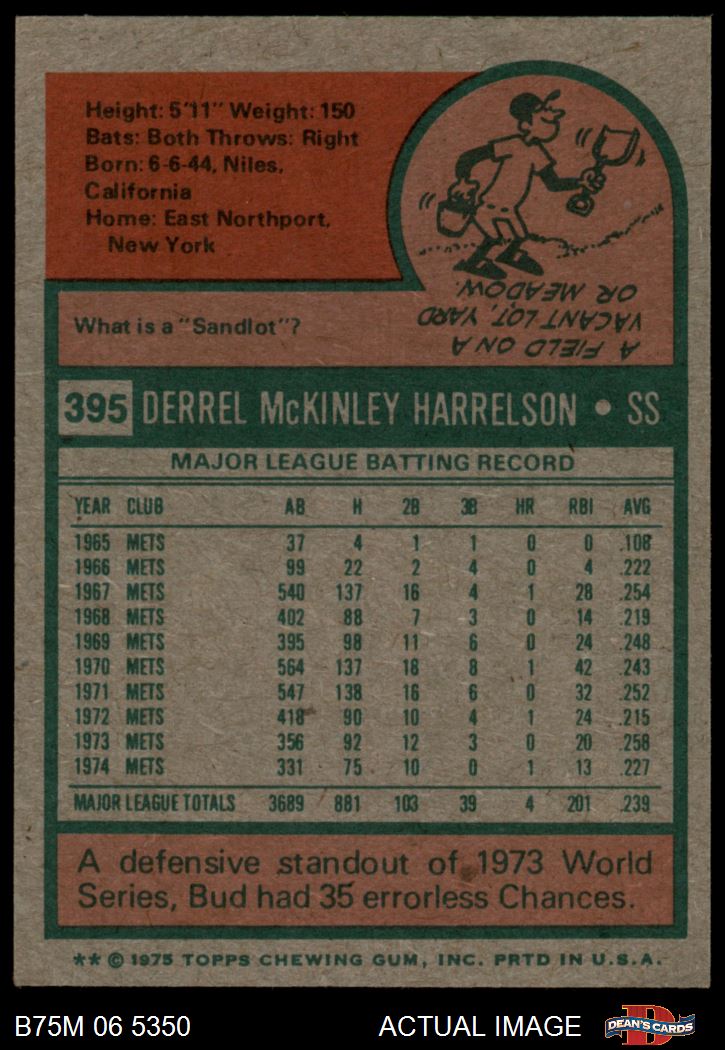 Height: 5'11" Weight: 150
Bats: Both Throws: Right
Born: 6-6-44, Niles,
California
Home: East Northport,
New York
What is a "Sandlot"?
A FIELD ON A
VACANT LOT, YARD
OR MEADOW.
395 DERREL McKINLEY HARRELSON • SS
MAJOR LEAGUE BATTING RECORD
YEAR CLUB AB H 2B 3B HR RBI AVG
1965 METS 37 4 1 1 0 0 .108
1966 METS 99 22 2 4 0 4 .222
1967 METS 540 137 16 4 1 28 .254
1968 METS 402 88 7 3 0 14 .219
1969 METS 395 98 11 6 0 24 .248
1970 METS 564 137 18 8 1 42 .243
1971 METS 547 138 16 6 0 32 .252
1972 METS 418 90 10 4 1 24 .215
1973 METS 356 92 12 3 0 20 .258
1974 METS 331 75 10 0 1 13 .227
MAJOR LEAGUE TOTALS 3689 881 103 39 4 201 .239
A defensive standout of 1973 World
Series, Bud had 35 errorless Chances.
** © 1975 TOPPS CHEWING GUM, INC. PRTD IN U.S.A.
B75M 06 5350 ACTUAL IMAGE DEAN'S CARDS